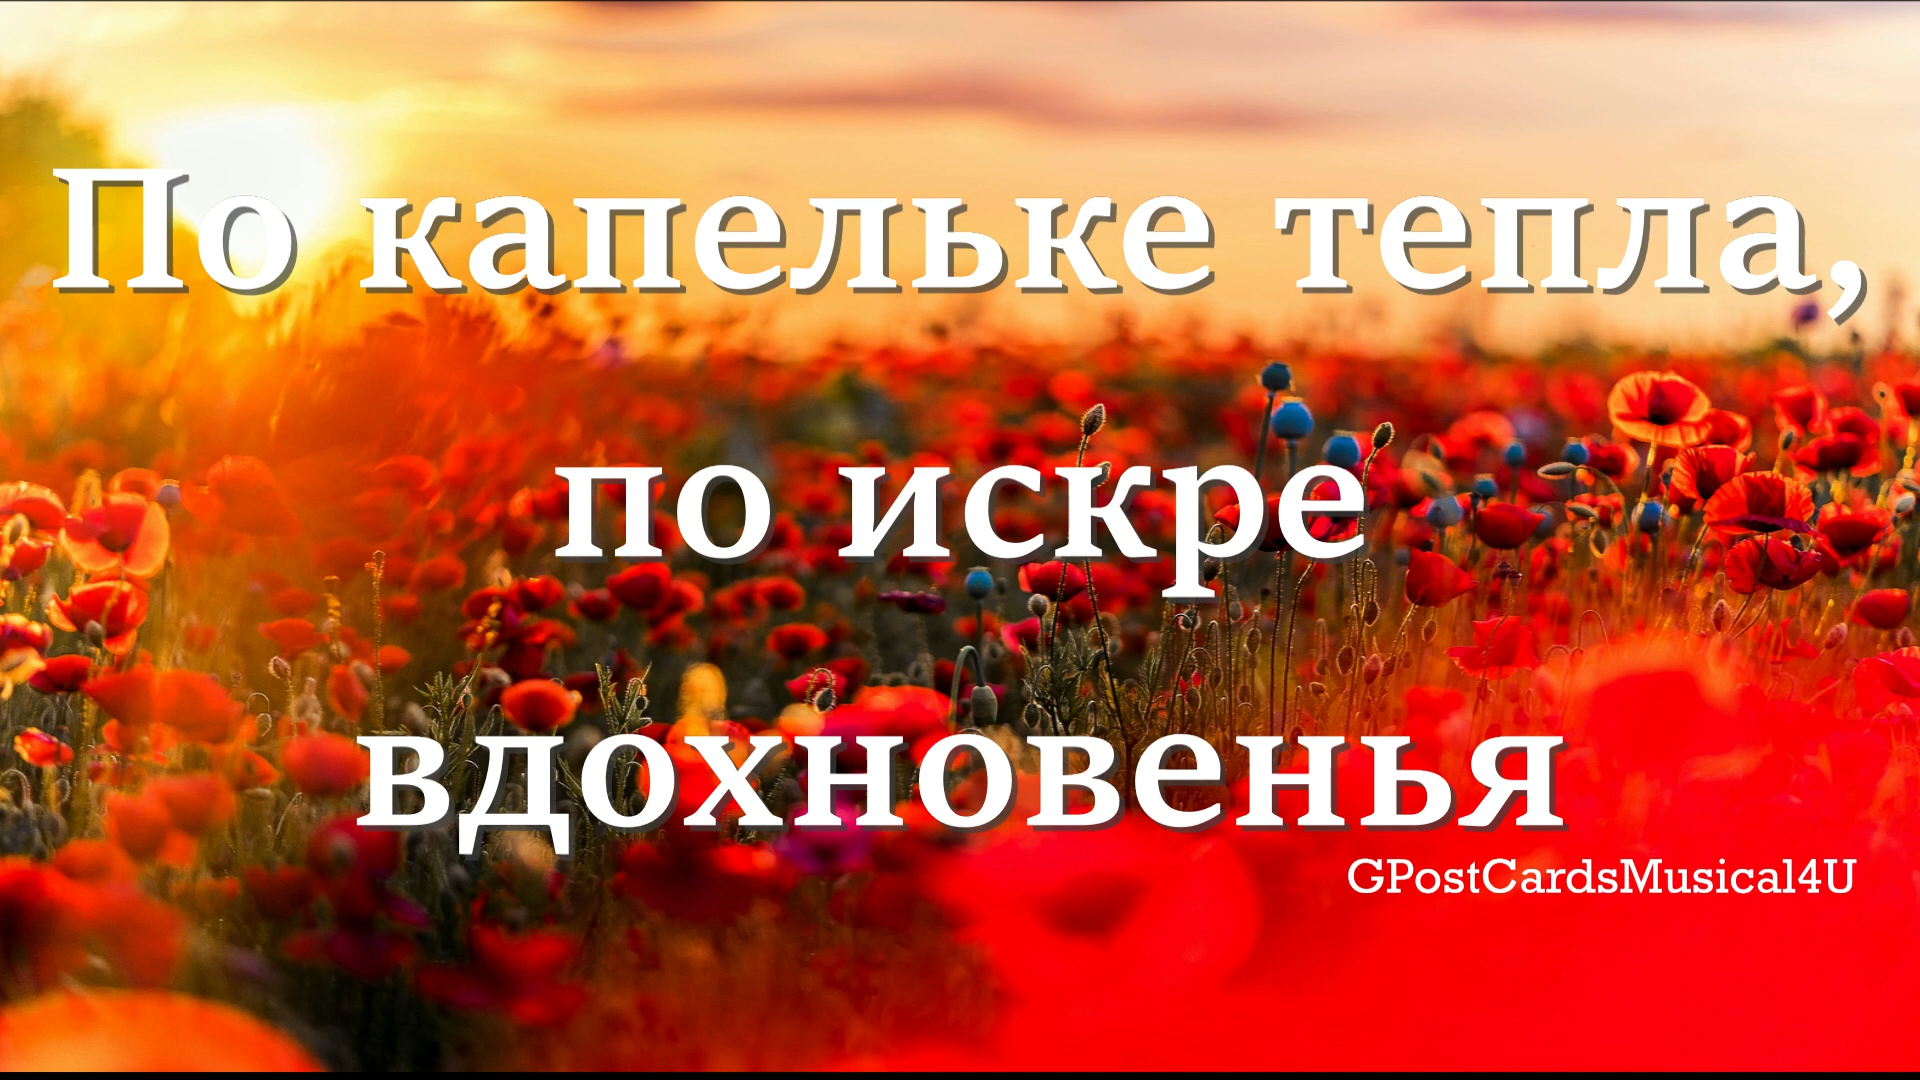 По капельке тепла,
по искре
вдохновенья
GPostCardsMusical4U